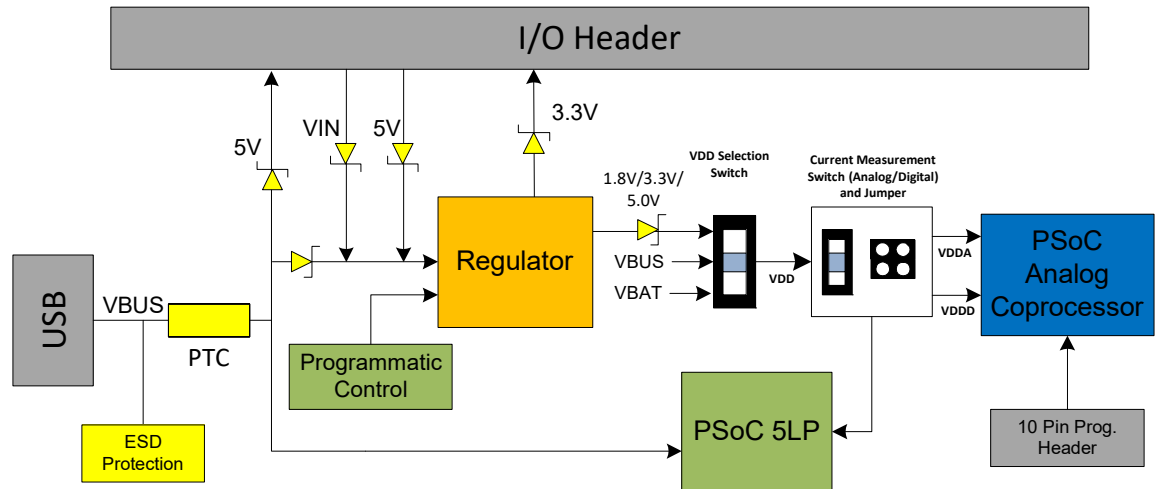 I/O Header
5V
VIN
5V
3.3V
VDD Selection
Switch
Current Measurement
Switch (Analog/Digital)
and Jumper
1.8V/3.3V/
5.0V
Regulator
VBUS
VBAT
VDD
VDDA
VDDD
PSoC
Analog
Coprocessor
USB
VBUS
PTC
Programmatic
Control
ESD
Protection
PSoC 5LP
10 Pin Prog.
Header